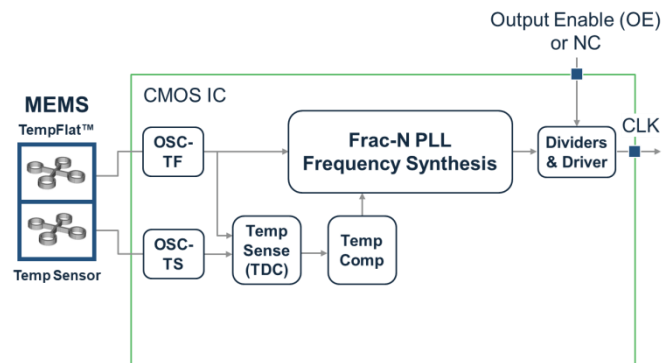 Output Enable (OE)
or NC
MEMS
TempFlat™
CMOS IC
CLK
OSC-
TF
Frac-N PLL
Frequency Synthesis
Dividers
& Driver
OSC-
TS
Temp
Sense
(TDC)
Temp
Comp
Temp Sensor